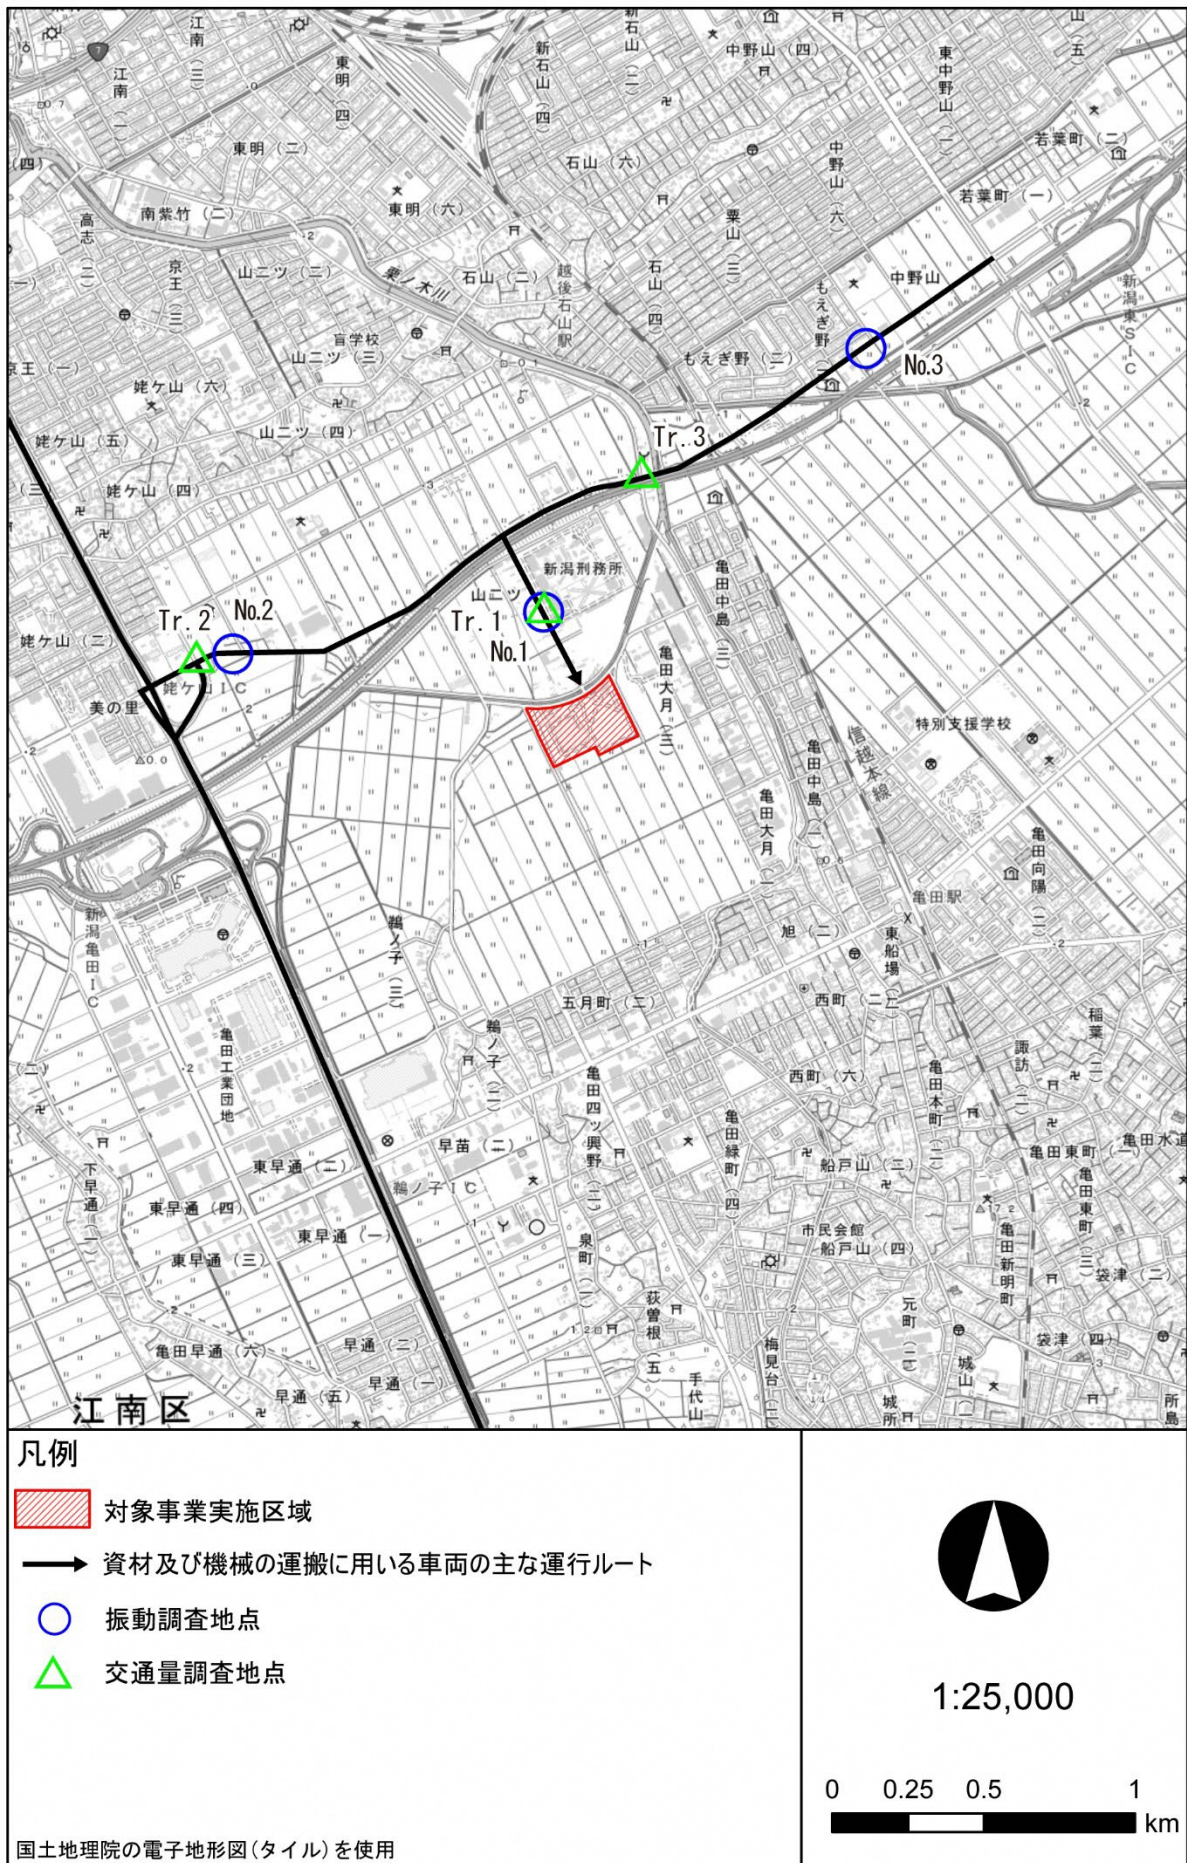 江南（三）
7
江南（一）
東明（四）
新石山（四）
新石山（二）
中野山（四）
東中野山（一）
山（五）
東明（二）
石山（六）
中野山（六）
若葉町（二）
若葉町（一）
南紫竹（二）
東明（六）
粟山（三）
高志（二）
京王（三）
山二ツ（二）
栗ノ木川
石山（二）
越後石山駅
石山（四）
もえぎ野（一）
中野山
新潟東SIC
盲学校
山二ツ（三）
京王（一）
姥ケ山（六）
もえぎ野（二）
No.3
姥ケ山（五）
山二ツ（四）
Tr.3
姥ケ山（四）
新潟刑務所
山二ツ
亀田中島（三）
Tr.2
No.2
Tr.1
No.1
姥ケ山（二）
姥ケ山IC
美の里
亀田大月（三）
特別支援学校
信越本線
亀田中島（一）
亀田大月（一）
亀田向陽（二）
亀田駅
新潟亀田IC
鵜ノ子（三）
旭（二）
東船場（二）
五月町（二）
西町（二）
鵜ノ子（二）
稲葉（二）
亀田工業団地
諏訪（二）
西町（六）
亀田四ツ興野（二）
亀田緑町（四）
亀田本町（二）
早苗（二）
船戸山（二）
亀田東町（一）
亀田水道
下早通（一）
東早通（二）
鵜ノ子IC
東早通（四）
東早通（一）
東早通（三）
泉町（一）
市民会館
船戸山（四）
亀田新明町
亀田東町（三）
袋津（二）
荻曽根（五）
元町（二）
袋津（四）
早通（二）
亀田早通（六）
早通（一）
早通（五）
手代山
梅見台（一）
城山（一）
城所
所島
江南区
凡例
対象事業実施区域
資材及び機械の運搬に用いる車両の主な運行ルート
振動調査地点
交通量調査地点
1:25,000
0 0.25 0.5 1
km
国土地理院の電子地形図（タイル）を使用